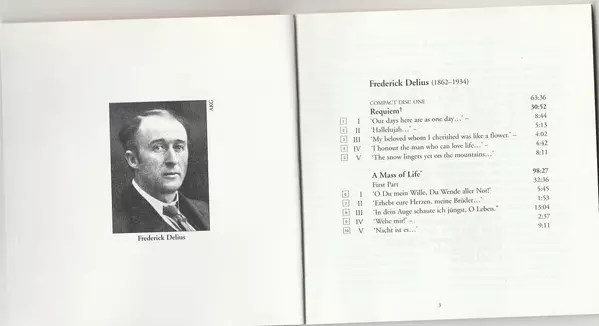 AKG
Frederick Delius
Frederick Delius (1862–1934)
COMPACT DISC ONE 63:36
Requiem† 30:52
1 I 'Our days here are as one day…' – 8:44
2 II 'Hallelujah…' – 5:13
3 III 'My beloved whom I cherished was like a flower.' – 4:02
4 IV 'I honour the man who can love life…' – 4:42
5 V 'The snow lingers yet on the mountains…' 8:11
A Mass of Life* 98:27
First Part 32:36
6 I 'O Du mein Wille, Du Wende aller Not!' 5:45
7 II 'Erhebt eure Herzen, meine Brüder…' 1:53
8 III 'In dein Auge schaute ich jüngst, O Leben.' 13:04
9 IV 'Wehe mir!' – 2:37
10 V 'Nacht ist es…' 9:11
3